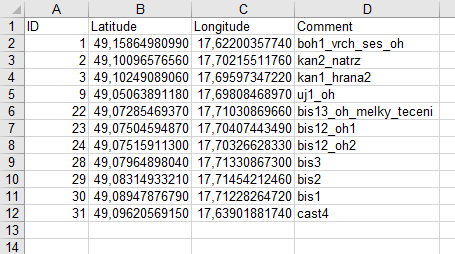 A B C D
1 ID Latitude Longitude Comment
2 1 49,15864980990 17,62200357740 boh1_vrch_ses_oh
3 2 49,10096576560 17,70215511760 kan2_natrz
4 3 49,10249089060 17,69597347220 kan1_hrana2
5 9 49,05063891180 17,69808468970 uj1_oh
6 22 49,07285469370 17,71030869660 bis13_oh_melky_teceni
7 23 49,07504594870 17,70407443490 bis12_oh1
8 24 49,07515911300 17,70326628330 bis12_oh2
9 28 49,07964898040 17,71330867300 bis3
10 29 49,08314933210 17,71454212460 bis2
11 30 49,08947876790 17,71228264720 bis1
12 31 49,09620569150 17,63901881740 cast4
13
14